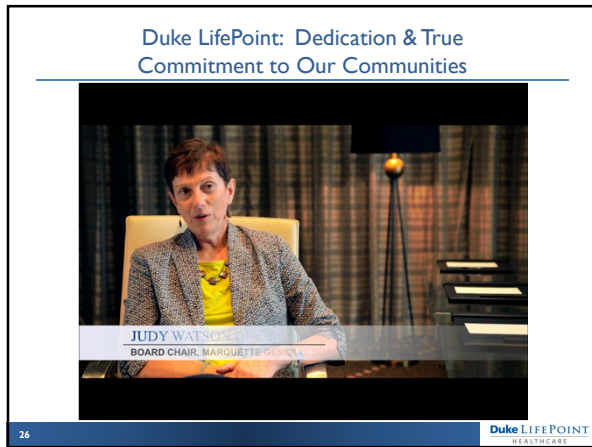 Duke LifePoint: Dedication & True
Commitment to Our Communities
JUDY WATSON
BOARD CHAIR, MARQUETTE GENERAL
26
Duke LIFEPOINT
HEALTHCARE